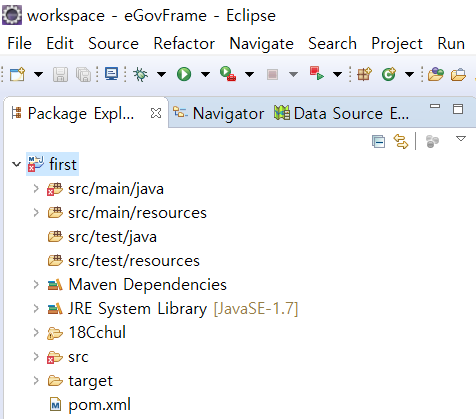 workspace - eGovFrame - Eclipse
File Edit Source Refactor Navigate Search Project Run
Package Expl... Navigator Data Source E...
first
src/main/java
src/main/resources
src/test/java
src/test/resources
Maven Dependencies
JRE System Library [JavaSE-1.7]
18Cchul
src
target
pom.xml